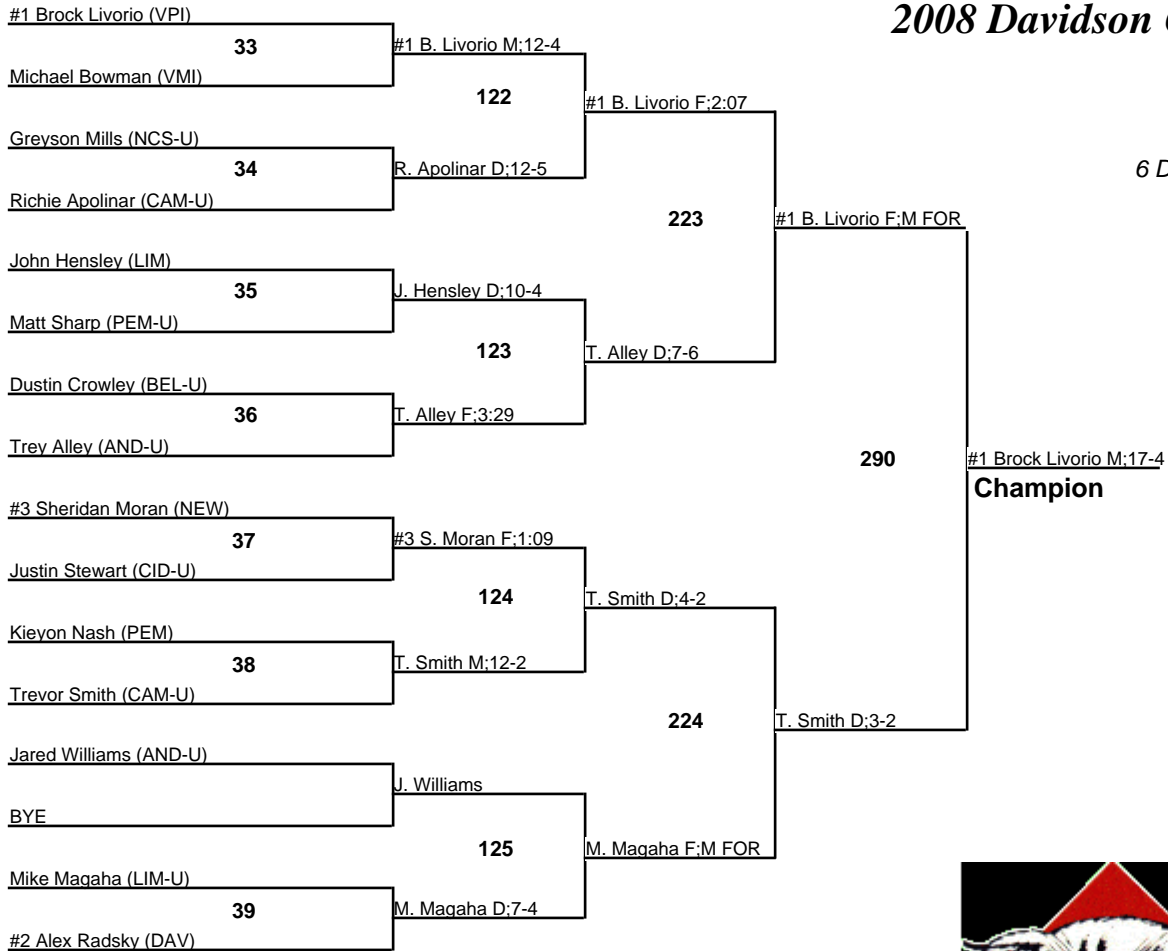 #1 Brock Livorio (VPI)
2008 Davidson
33
#1 B. Livorio M;12-4
Michael Bowman (VMI)
122
#1 B. Livorio F;2:07
Greyson Mills (NCS-U)
34
R. Apolinar D;12-5
6
Richie Apolinar (CAM-U)
223
#1 B. Livorio F;M FOR
John Hensley (LIM)
35
J. Hensley D;10-4
Matt Sharp (PEM-U)
123
T. Alley D;7-6
Dustin Crowley (BEL-U)
36
T. Alley F;3:29
Trey Alley (AND-U)
290
#1 Brock Livorio M;17-4
Champion
#3 Sheridan Moran (NEW)
37
#3 S. Moran F;1:09
Justin Stewart (CID-U)
124
T. Smith D;4-2
Kieyon Nash (PEM)
38
T. Smith M;12-2
Trevor Smith (CAM-U)
224
T. Smith D;3-2
Jared Williams (AND-U)
J. Williams
BYE
125
M. Magaha F;M FOR
Mike Magaha (LIM-U)
39
M. Magaha D;7-4
#2 Alex Radsky (DAV)